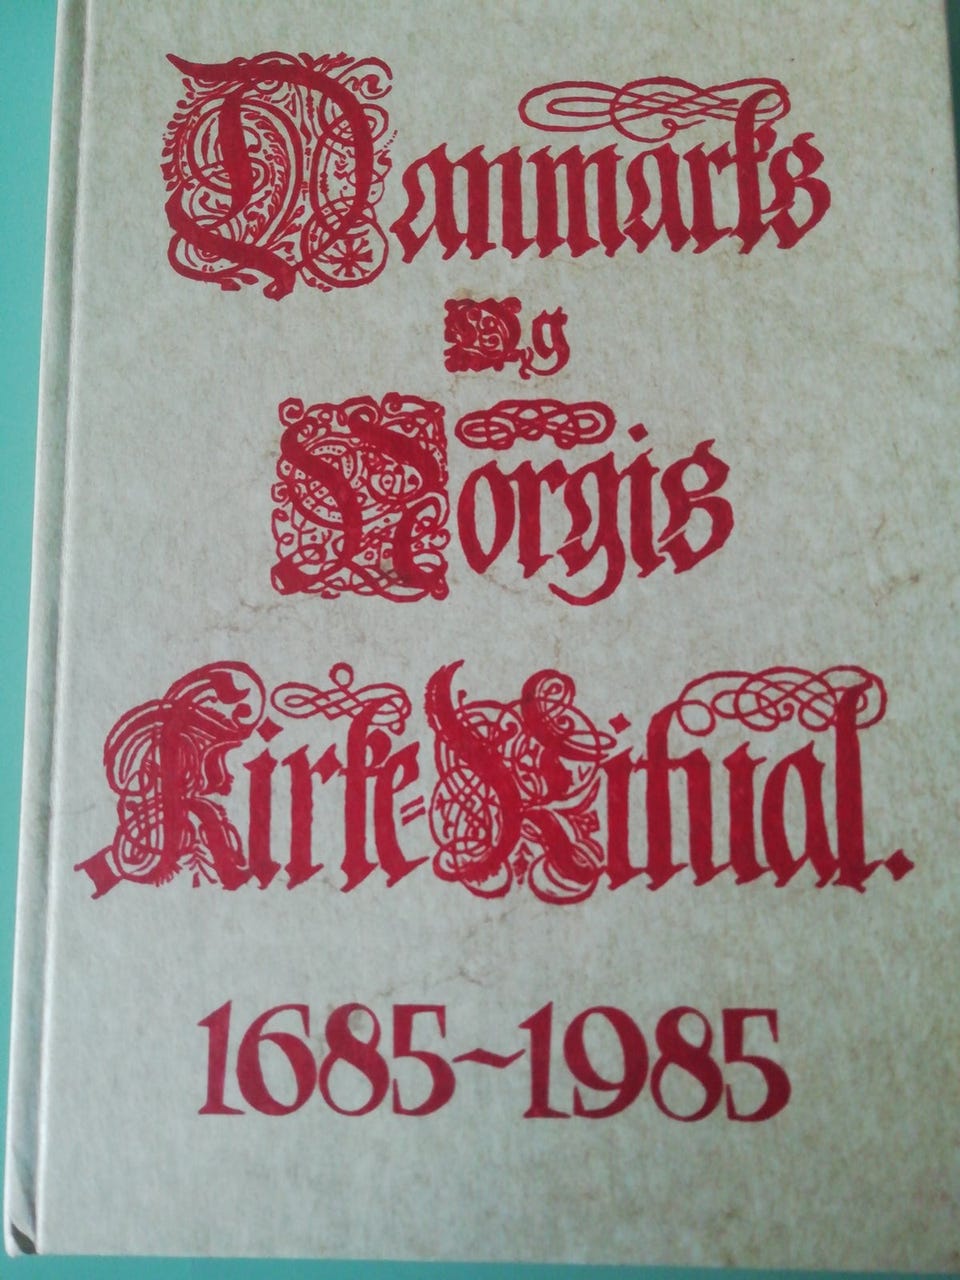 Danmarks
Og
Norgis
Kirke-Ritual.
1685~1985